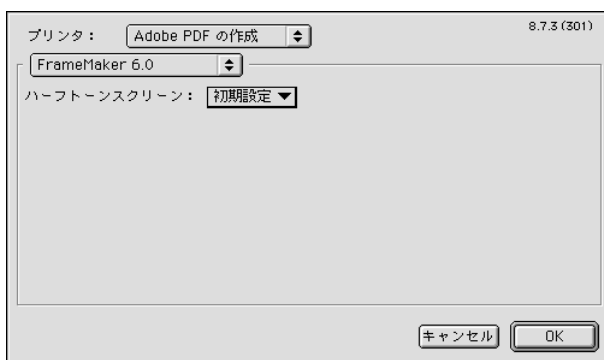 プリンタ： Adobe PDF の作成 8.7.3 (301)
FrameMaker 6.0
ハーフトーンスクリーン： 初期設定
キャンセル OK